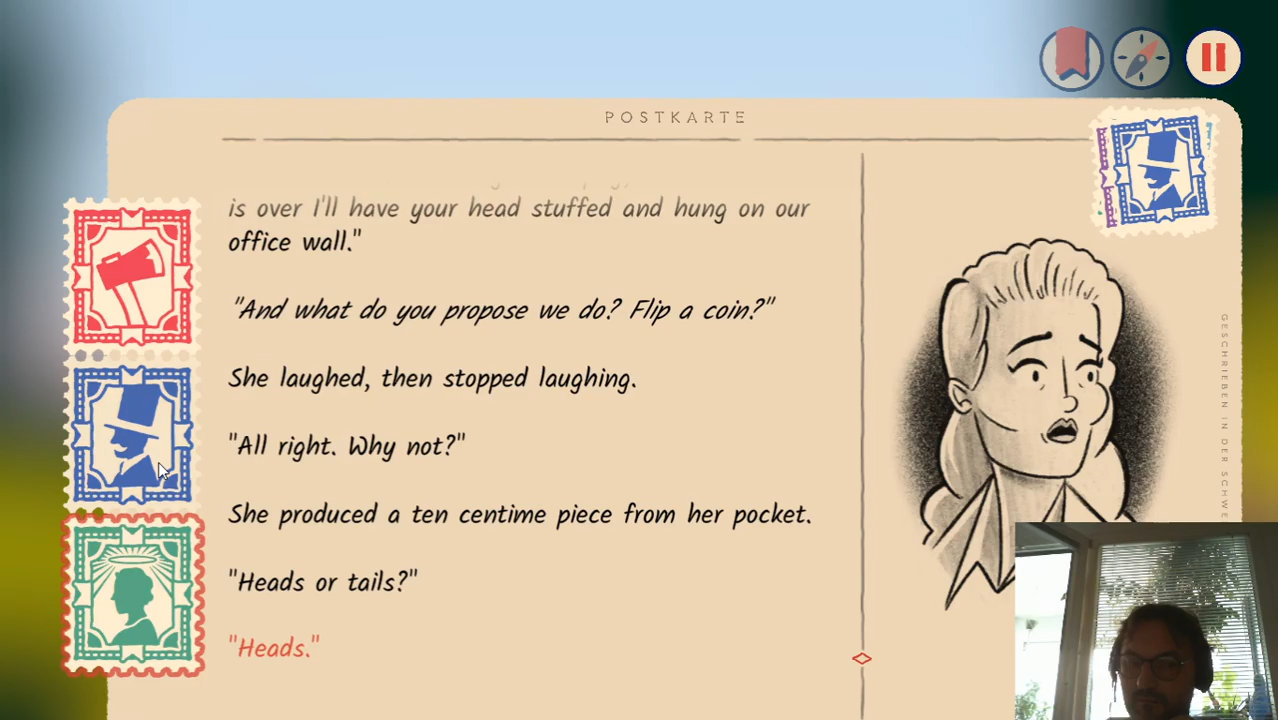 POSTKARTE
is over I'll have your head stuffed and hung on our
office wall."
"And what do you propose we do? Flip a coin?"
She laughed, then stopped laughing.
"All right. Why not?"
She produced a ten centime piece from her pocket.
"Heads or tails?"
"Heads."
GESCHRIEBEN IN DER SCHWE